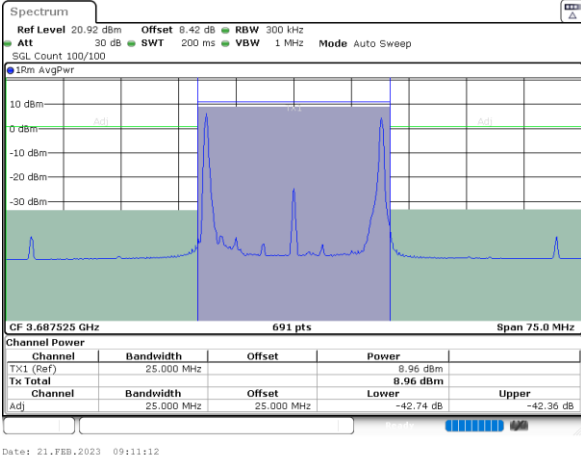 Spectrum
Ref Level 20.92 dBm Offset 8.42 dB RBW 300 kHz
Att 30 dB SWT 200 ms VBW 1 MHz Mode Auto Sweep
SGL Count 100/100
1Rm AvgPwr
10 dBm
Adj Adj
0 dBm
-10 dBm
-20 dBm
-30 dBm
CF 3.687525 GHz 691 pts Span 75.0 MHz
Channel Power
Channel Bandwidth Offset Power
TX1 (Ref) 25.000 MHz 8.96 dBm
Tx Total 8.96 dBm
Channel Bandwidth Offset Lower Upper
Adj 25.000 MHz 25.000 MHz -42.74 dB -42.36 dB
Date: 21.FEB.2023 09:11:12